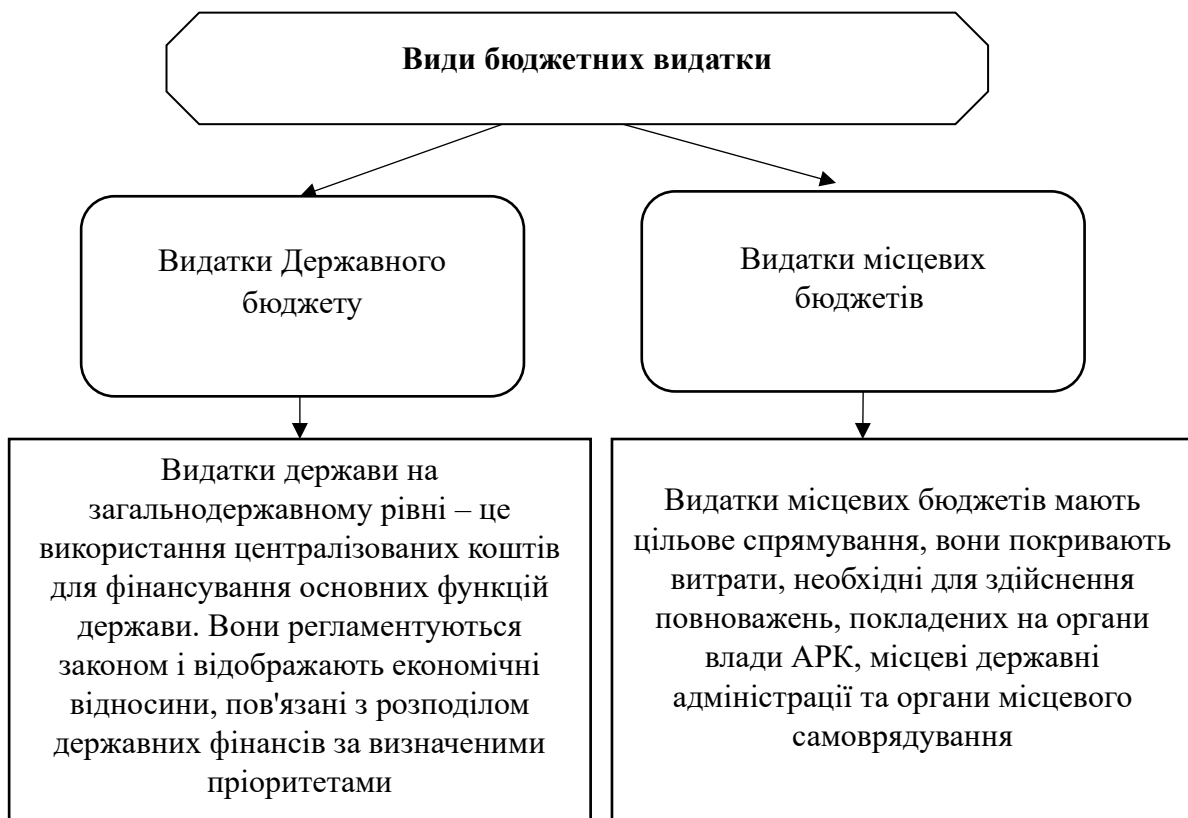 Види бюджетних видатки
Видатки Державного
бюджету
Видатки місцевих
бюджетів
Видатки держави на
загальнодержавному рівні – це
використання централізованих коштів
для фінансування основних функцій
держави. Вони регламентуються
законом і відображають економічні
відносини, пов'язані з розподілом
державних фінансів за визначеними
пріоритетами
Видатки місцевих бюджетів мають
цільове спрямування, вони покривають
витрати, необхідні для здійснення
повноважень, покладених на органи
влади АРК, місцеві державні
адміністрації та органи місцевого
самоврядування